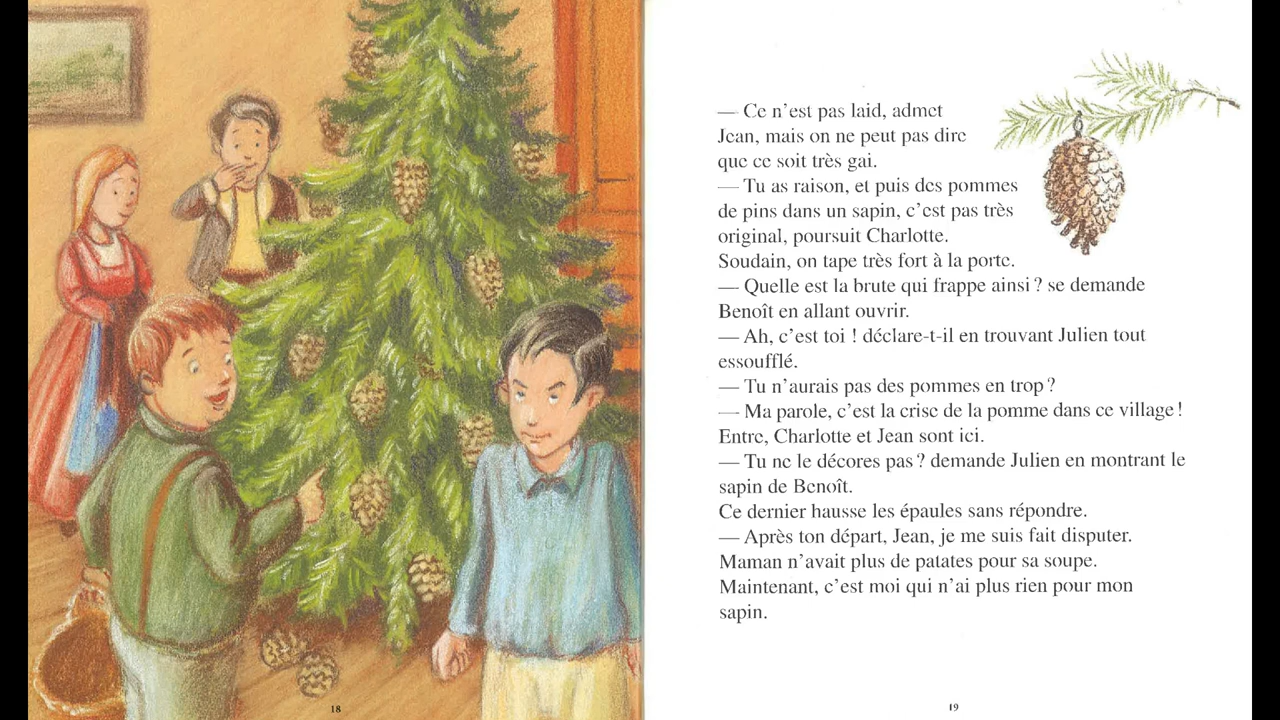 — Ce n'est pas laid, admet
Jean, mais on ne peut pas dire
que ce soit très gai.
— Tu as raison, et puis des pommes
de pins dans un sapin, c'est pas très
original, poursuit Charlotte.
Soudain, on tape très fort à la porte.
— Quelle est la brute qui frappe ainsi ? se demande
Benoît en allant ouvrir.
— Ah, c'est toi ! déclare-t-il en trouvant Julien tout
essoufflé.
— Tu n'aurais pas des pommes en trop ?
— Ma parole, c'est la crise de la pomme dans ce village !
Entre, Charlotte et Jean sont ici.
— Tu ne le décores pas ? demande Julien en montrant le
sapin de Benoît.
Ce dernier hausse les épaules sans répondre.
— Après ton départ, Jean, je me suis fait disputer.
Maman n'avait plus de patates pour sa soupe.
Maintenant, c'est moi qui n'ai plus rien pour mon
sapin.
18
19